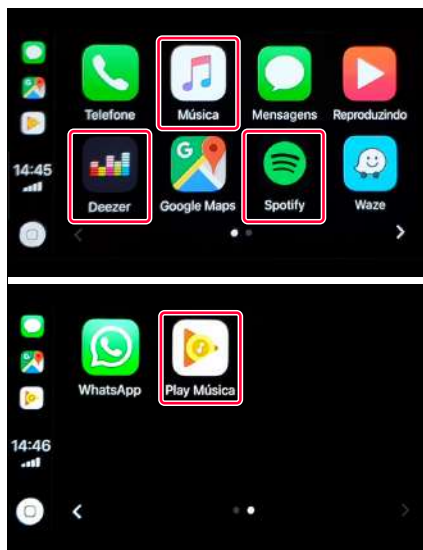 Telefone Música Mensagens Reproduzindo
14:45
G
Deezer Google Maps Spotify Waze
WhatsApp Play Música
14:46